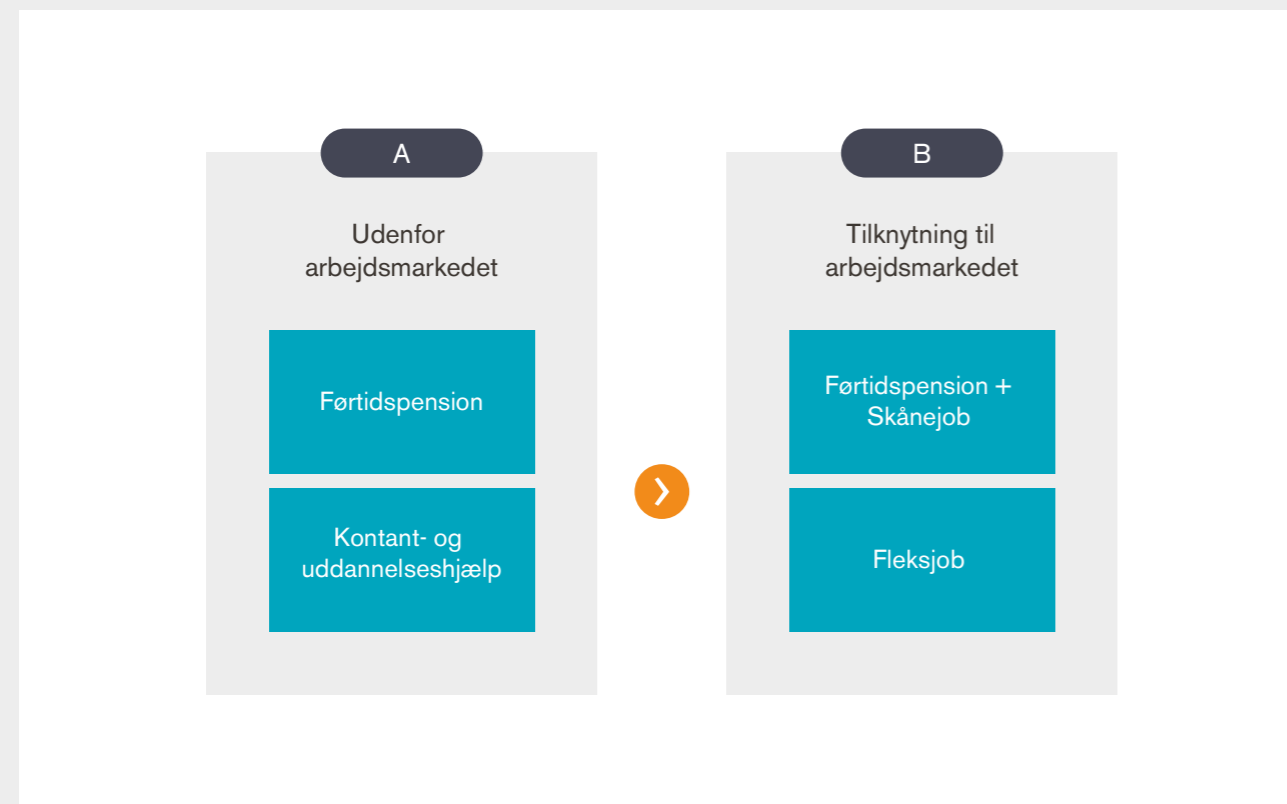 A
Udenfor
arbejdsmarkedet
Førtidspension
Kontant- og
uddannelseshjælp
B
Tilknytning til
arbejdsmarkedet
Førtidspension +
Skånejob
Fleksjob